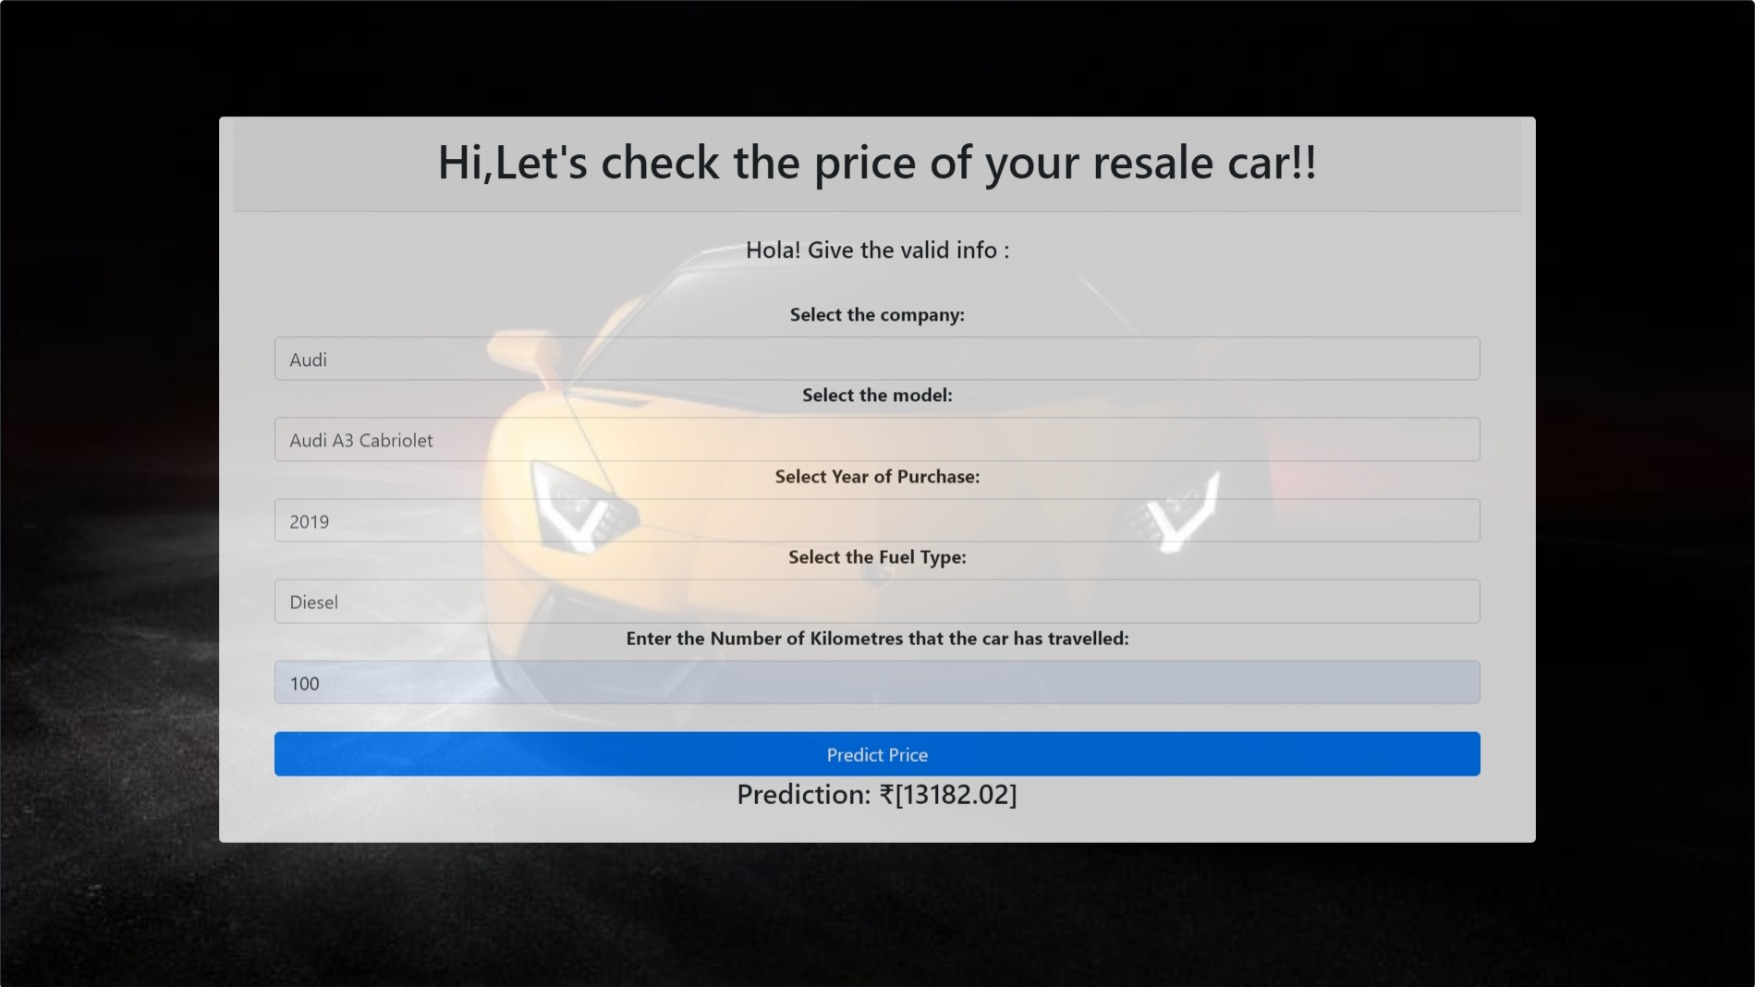 Hi,Let's check the price of your resale car!!
Hola! Give the valid info :
Select the company:
Audi
Select the model:
Audi A3 Cabriolet
Select Year of Purchase:
2019
Select the Fuel Type:
Diesel
Enter the Number of Kilometres that the car has travelled:
100
Predict Price
Prediction: ₹[13182.02]